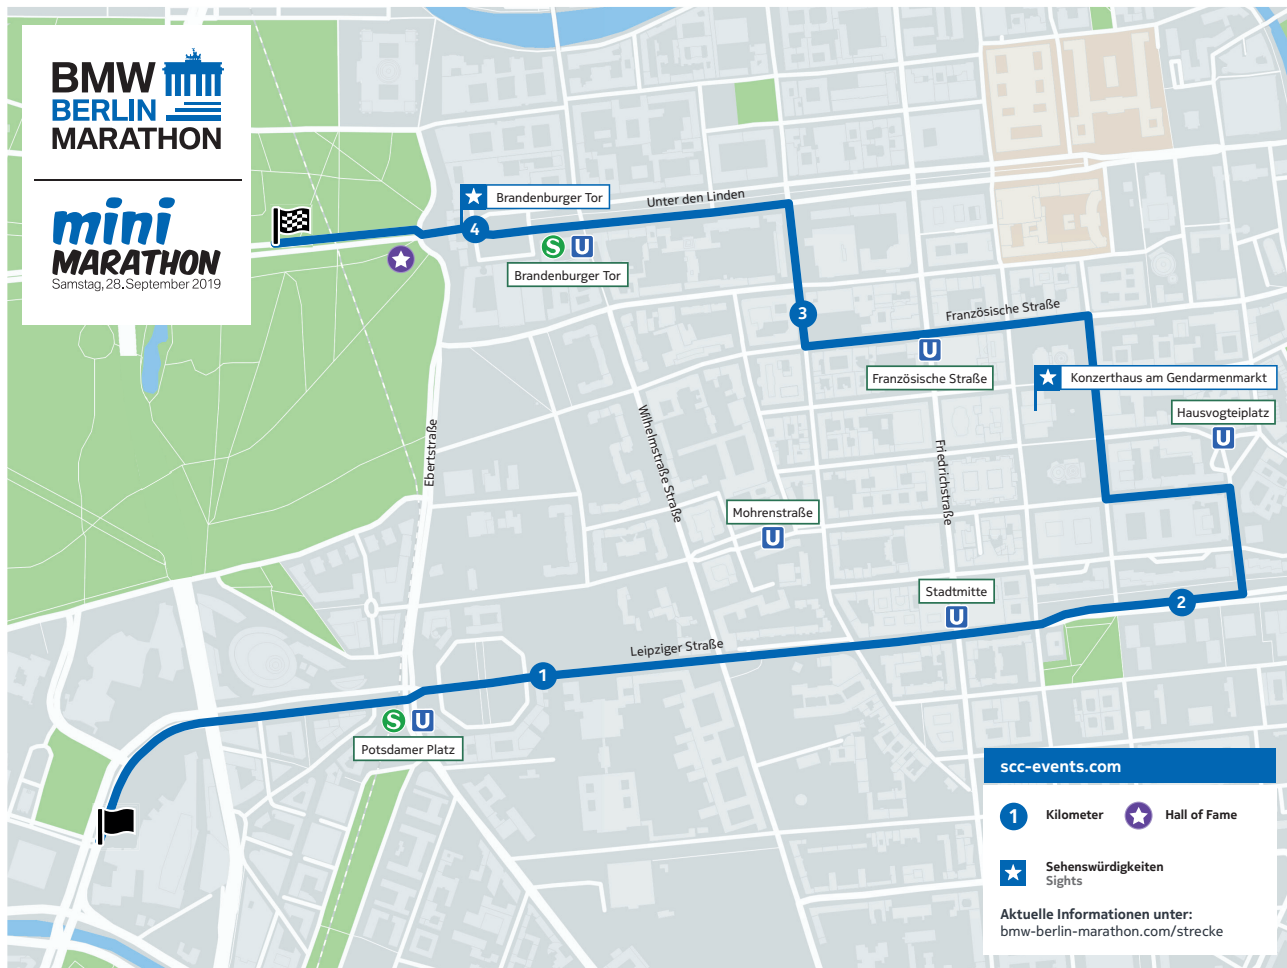 BMW
BERLIN
MARATHON
mini
MARATHON
Samstag, 28. September 2019
Brandenburger Tor
Unter den Linden
4
S U
Brandenburger Tor
3
Französische Straße
U
Französische Straße
Konzerthaus am Gendarmenmarkt
Hausvogteiplatz
U
Ebertstraße
Wilhelmstraße Straße
Friedrichstraße
Mohrenstraße
U
Stadtmitte
U
2
Leipziger Straße
1
S U
Potsdamer Platz
scc-events.com
1 Kilometer
Hall of Fame
Sehenswürdigkeiten
Sights
Aktuelle Informationen unter:
bmw-berlin-marathon.com/strecke